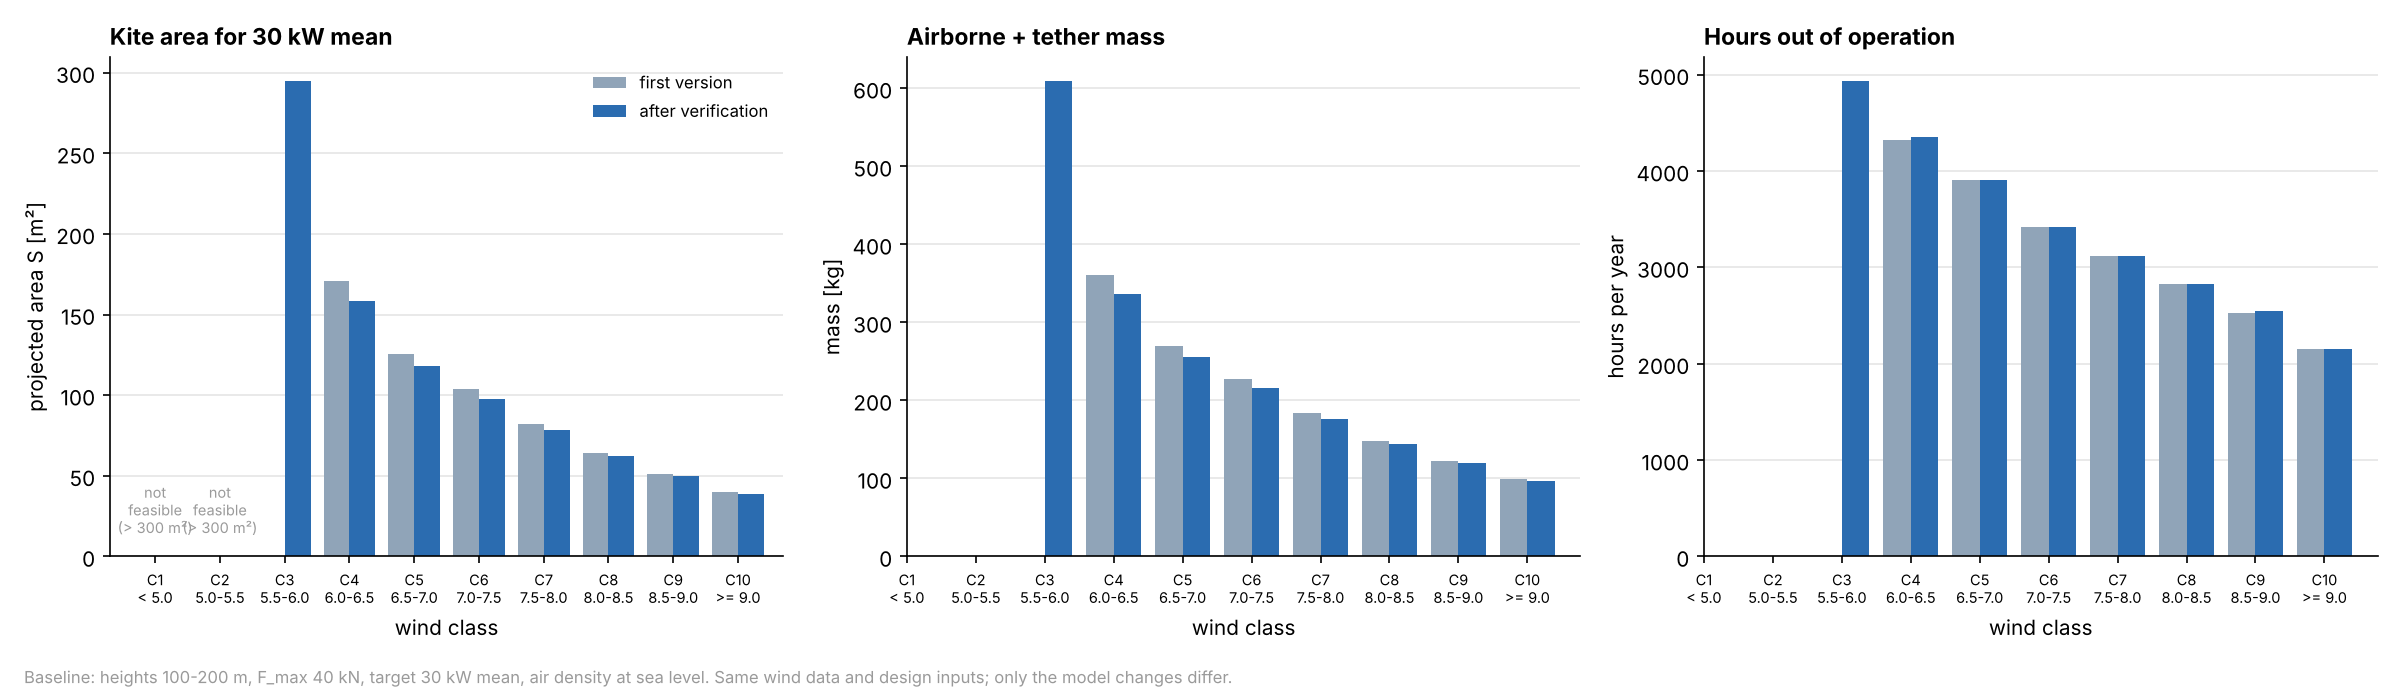 Kite area for 30 kW mean
projected area S [m²]
300
250
200
150
100
50
0
first version
after verification
not
feasible
(> 300 m²)
not
feasible
(> 300 m²)
C1
< 5.0
C2
5.0-5.5
C3
5.5-6.0
C4
6.0-6.5
C5
6.5-7.0
C6
7.0-7.5
C7
7.5-8.0
C8
8.0-8.5
C9
8.5-9.0
C10
>= 9.0
wind class
Airborne + tether mass
mass [kg]
600
500
400
300
200
100
0
C1
< 5.0
C2
5.0-5.5
C3
5.5-6.0
C4
6.0-6.5
C5
6.5-7.0
C6
7.0-7.5
C7
7.5-8.0
C8
8.0-8.5
C9
8.5-9.0
C10
>= 9.0
wind class
Hours out of operation
hours per year
5000
4000
3000
2000
1000
0
C1
< 5.0
C2
5.0-5.5
C3
5.5-6.0
C4
6.0-6.5
C5
6.5-7.0
C6
7.0-7.5
C7
7.5-8.0
C8
8.0-8.5
C9
8.5-9.0
C10
>= 9.0
wind class
Baseline: heights 100-200 m, F_max 40 kN, target 30 kW mean, air density at sea level. Same wind data and design inputs; only the model changes differ.